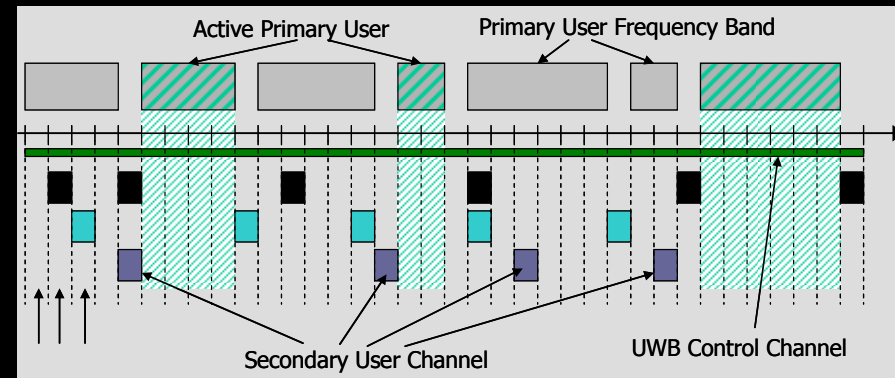 Active Primary User
Primary User Frequency Band
Secondary User Channel
UWB Control Channel